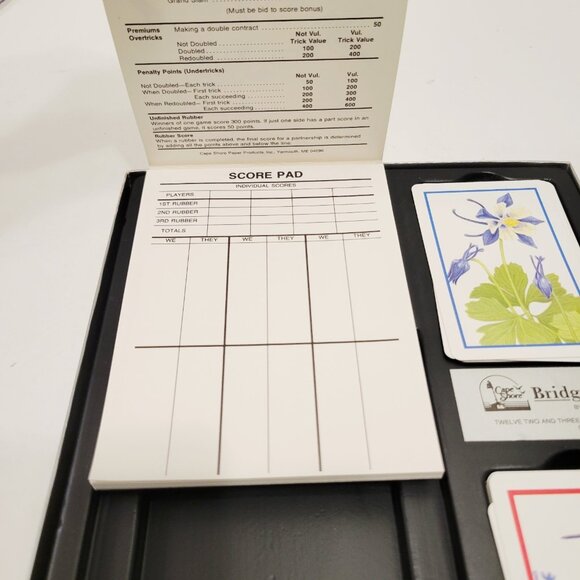 Grand Slam
(Must be bid to score bonus)
Premiums Making a double contract 50
Overtricks Not Vul. Vul.
Trick Value Trick Value
Not Doubled
Doubled 100 200
Redoubled 200 400
Penalty Points (Undertricks) Not Vul. Vul.
Not Doubled—Each trick 50 100
When Doubled—First trick 100 200
Each succeeding 200 300
When Redoubled—First trick 200 400
Each succeeding 400 600
Unfinished Rubber
Winners of one game score 300 points. If just one side has a part score in an
unfinished game, it scores 50 points.
Rubber Score
When a rubber is completed, the final score for a partnership is determined
by adding all the points above and below the line.
Cape Shore Paper Products, Inc. Yarmouth, ME 04096
SCORE PAD
INDIVIDUAL SCORES
PLAYERS
1ST RUBBER
2ND RUBBER
3RD RUBBER
TOTALS
WE THEY WE THEY WE THEY
Cape Shore
Bridg
TWELVE TWO AND THREE